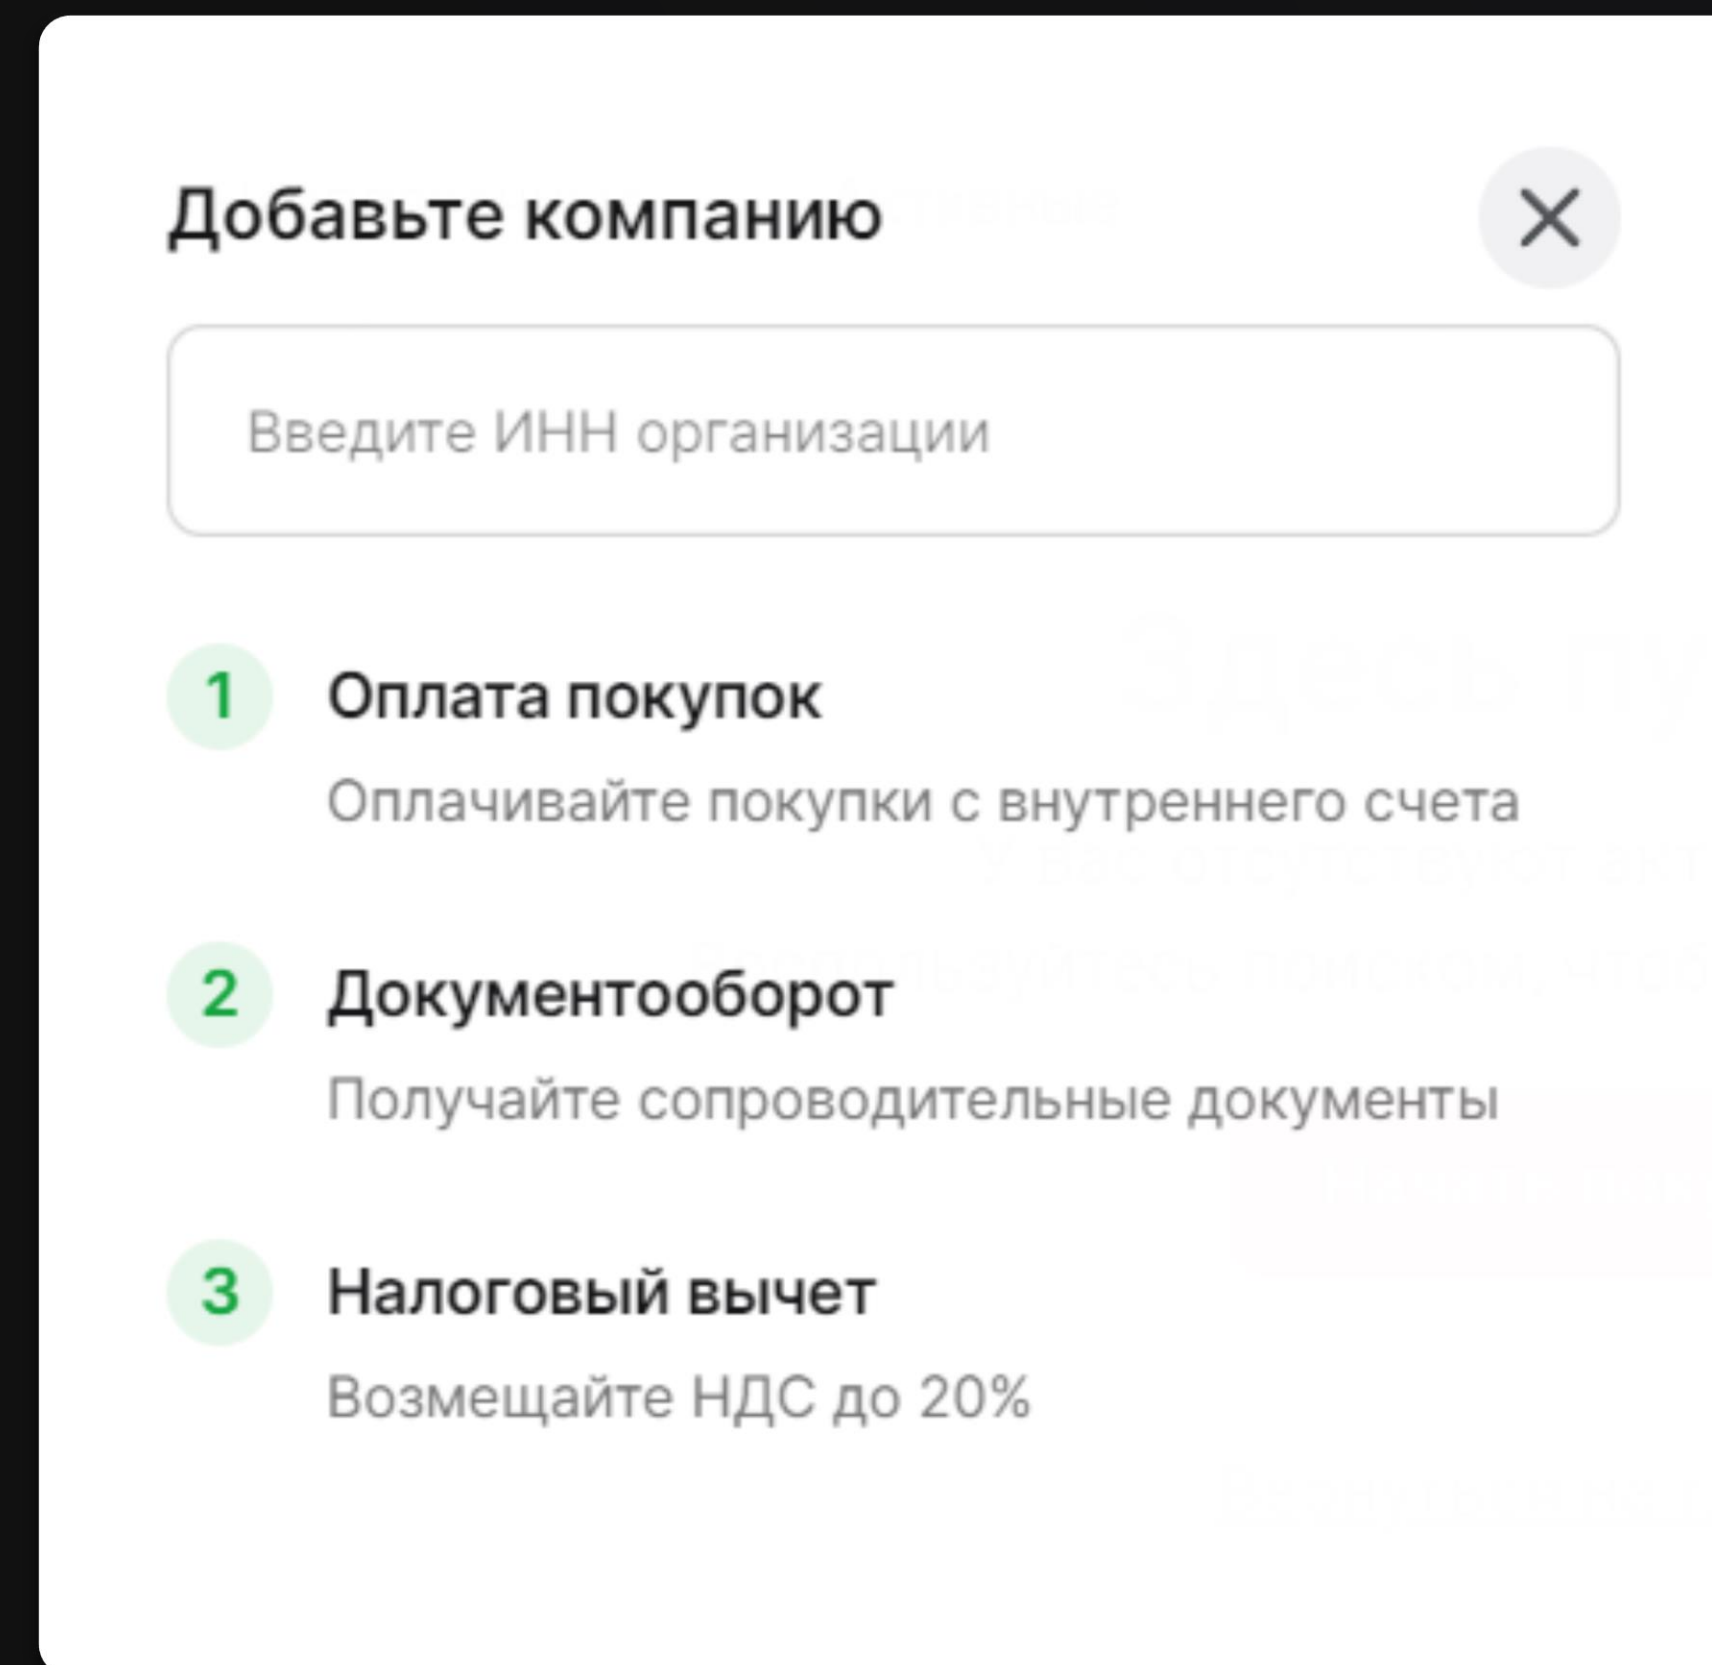 Добавьте компанию
Введите ИНН организации
1 Оплата покупок
Оплачивайте покупки с внутреннего счета
2 Документооборот
Получайте сопроводительные документы
3 Налоговый вычет
Возмещайте НДС до 20%